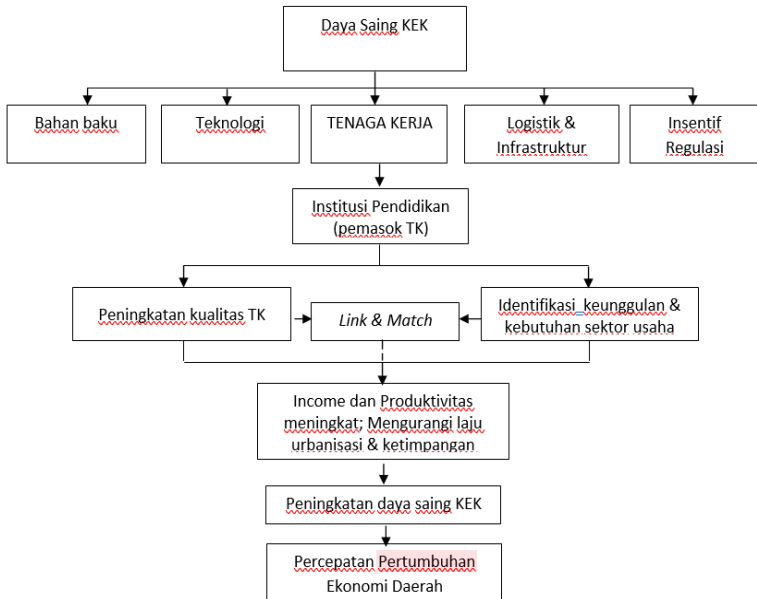 Daya Saing KEK
Bahan baku
Teknologi
TENAGA KERJA
Logistik &
Infrastruktur
Insentif
Regulasi
Institusi Pendidikan
(pemasok TK)
Peningkatan kualitas TK
Link & Match
Identifikasi keunggulan &
kebutuhan sektor usaha
Income dan Produktivitas
meningkat; Mengurangi laju
urbanisasi & ketimpangan
Peningkatan daya saing KEK
Percepatan Pertumbuhan
Ekonomi Daerah